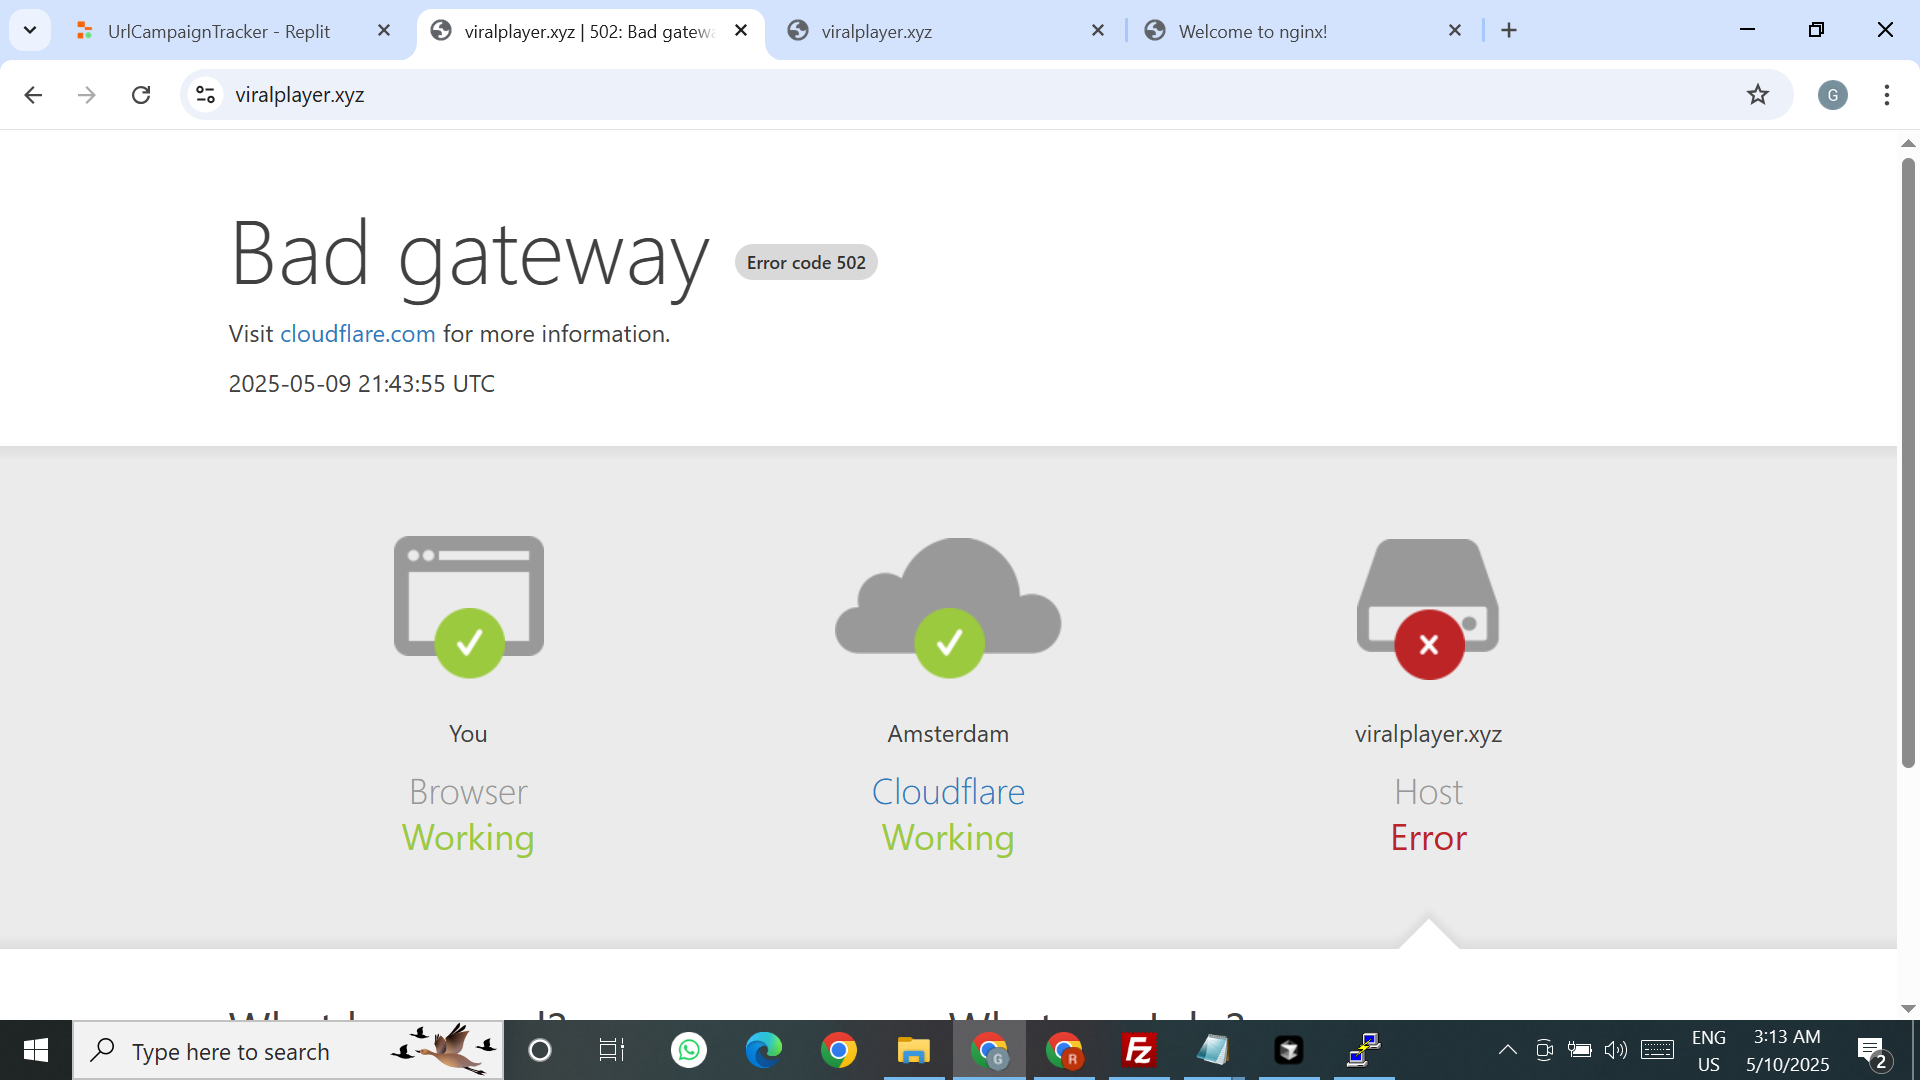 UrlCampaignTracker - Replit
viralplayer.xyz | 502: Bad gatew
viralplayer.xyz
Welcome to nginx!
viralplayer.xyz
G
Bad gateway
Error code 502
Visit cloudflare.com for more information.
2025-05-09 21:43:55 UTC
You
Amsterdam
viralplayer.xyz
Browser
Cloudflare
Host
Working
Working
Error
Type here to search
G
R
Fz
ENG
US
3:13 AM
5/10/2025
2